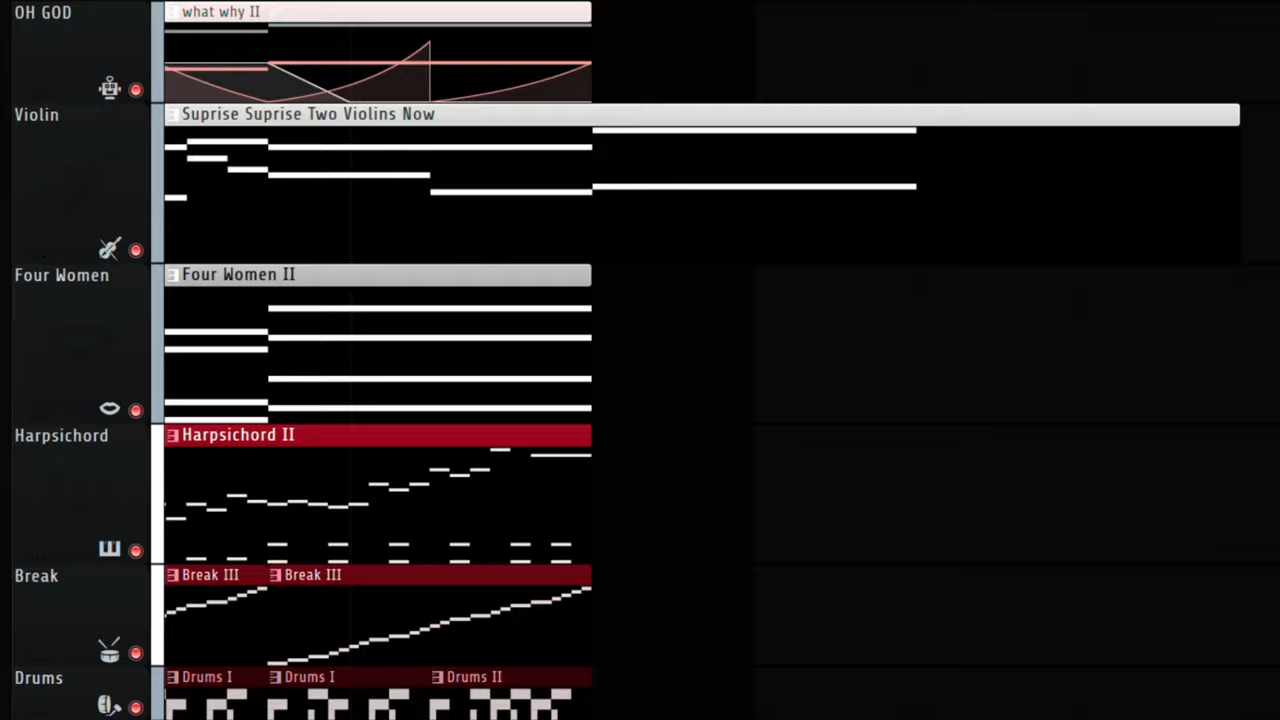 OH GOD
what why II
Violin
Suprise Suprise Two Violins Now
Four Women
Four Women II
Harpsichord
Harpsichord II
Break
Break III
Break III
Drums
Drums I
Drums I
Drums II